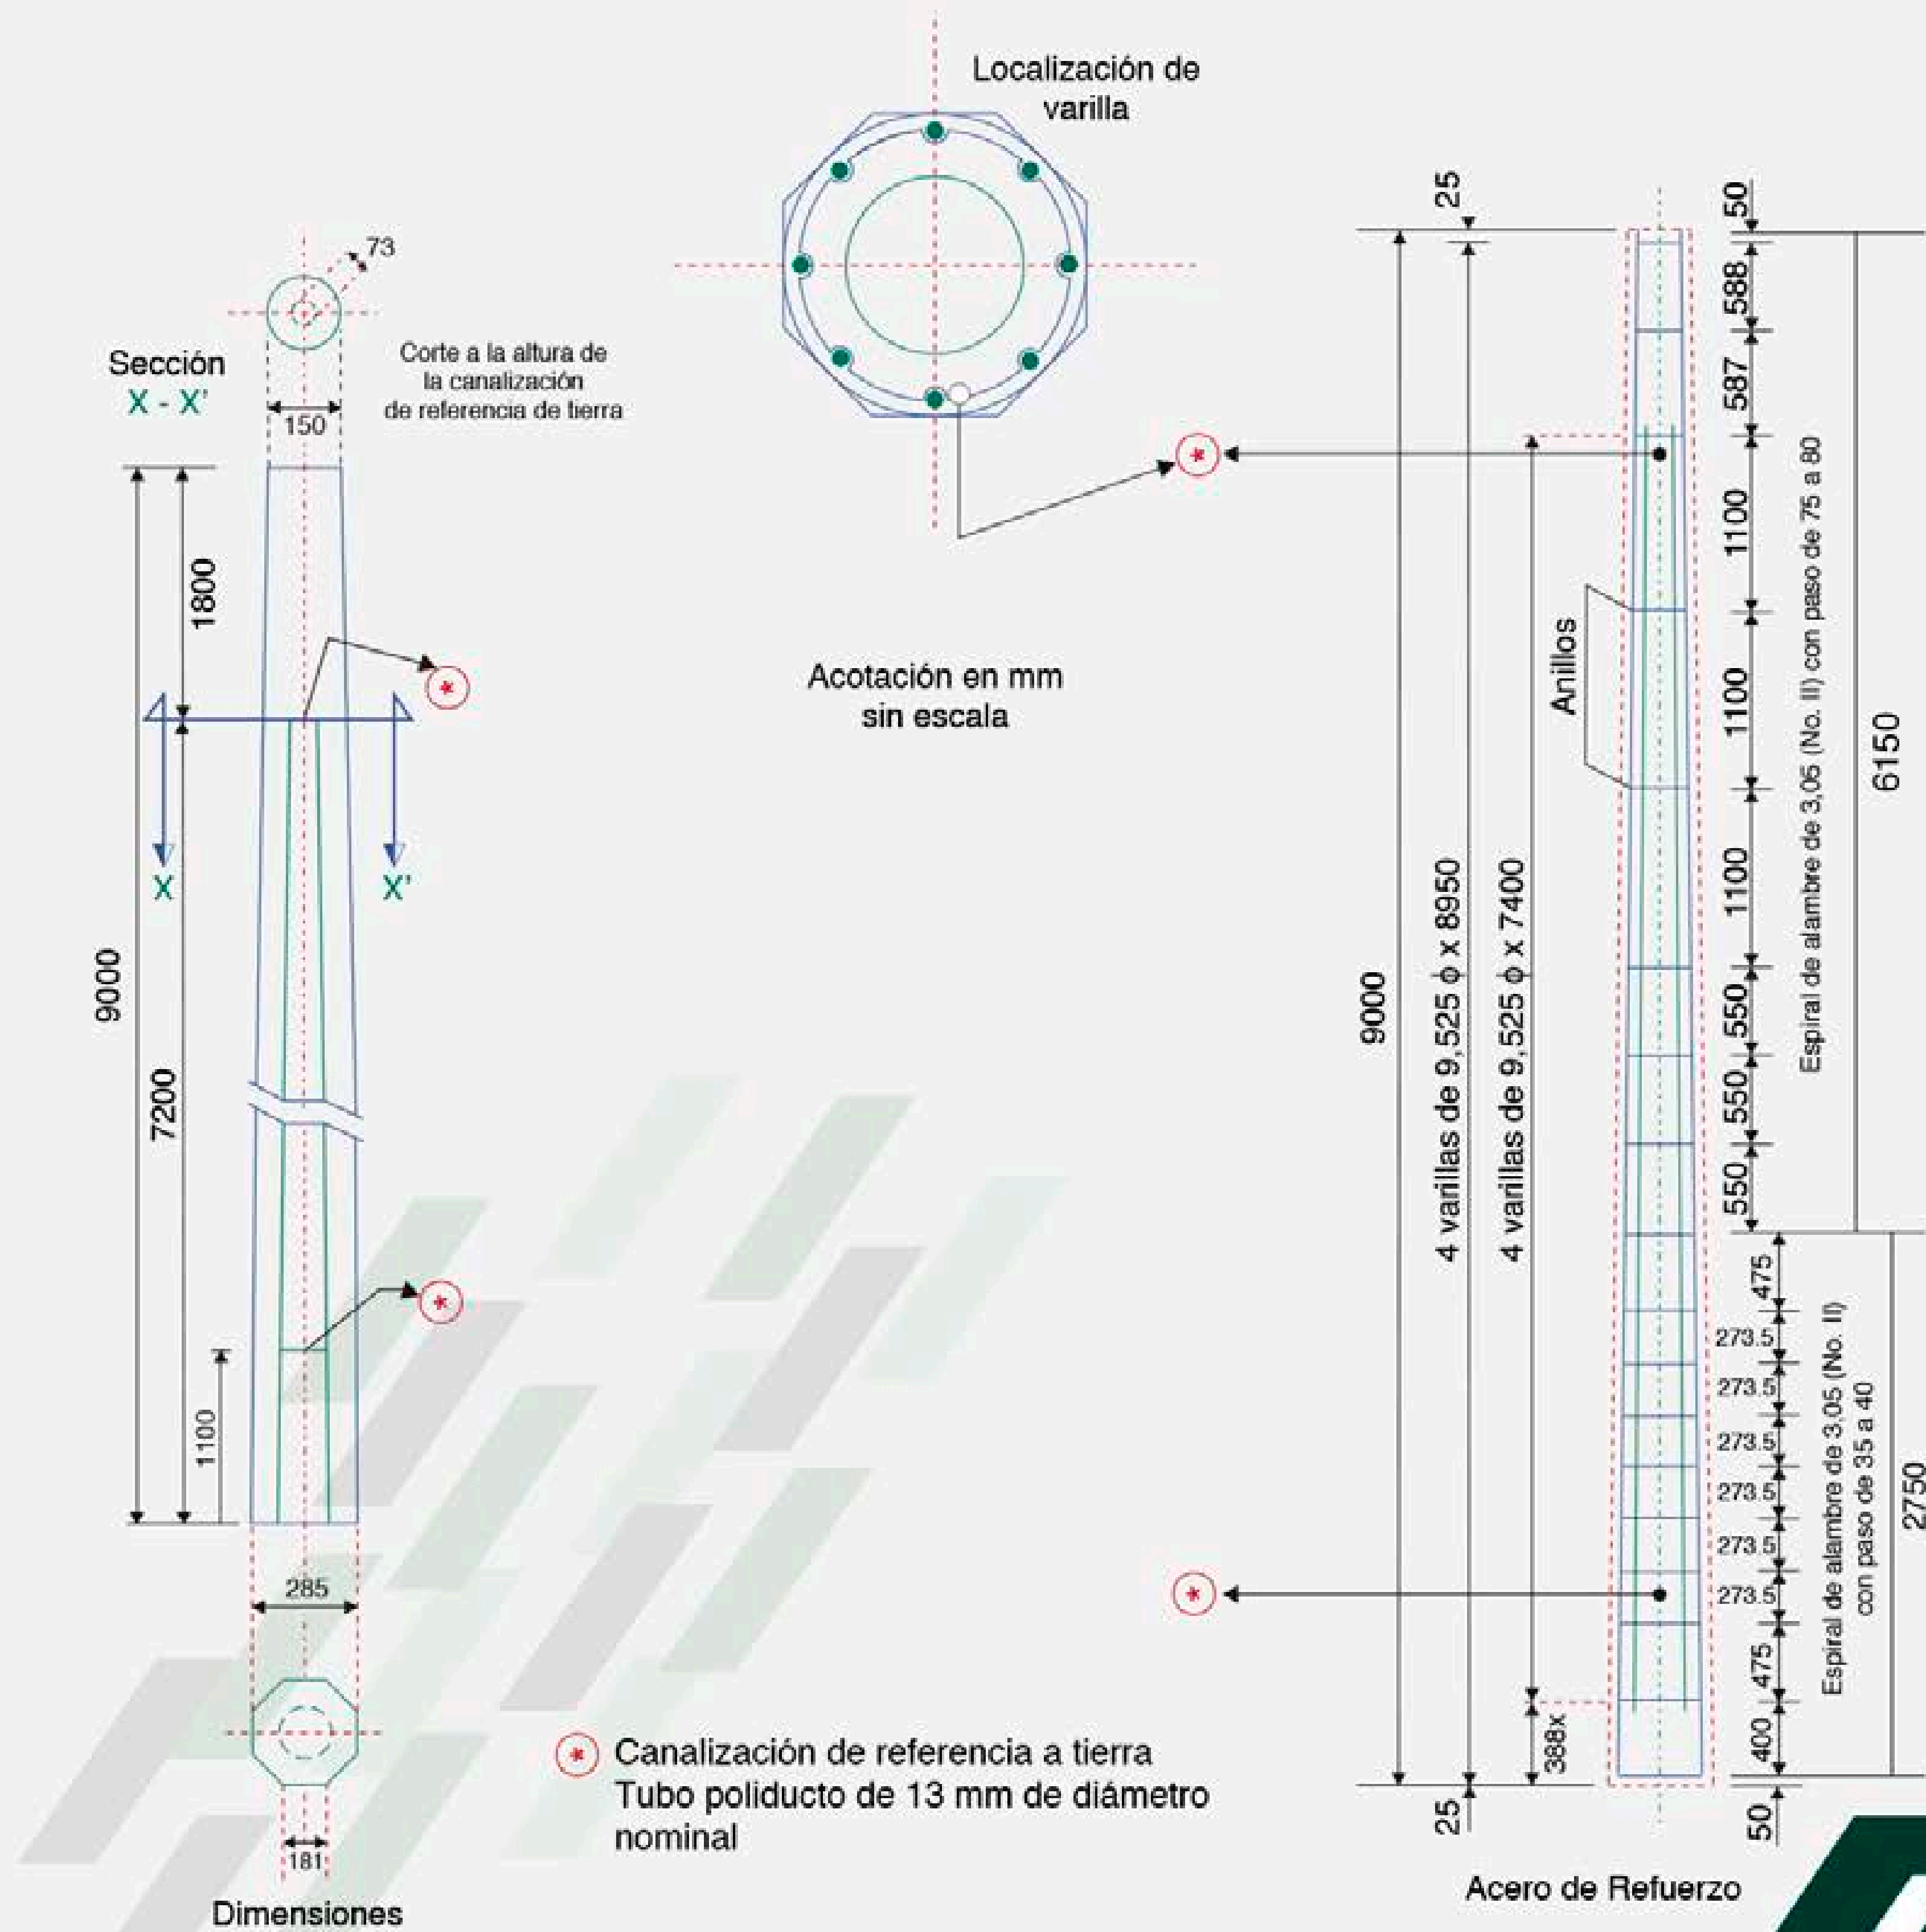 Localización de
varilla
73
Sección
X - X'
Corte a la altura de
la canalización
de referencia de tierra
150
1800
9000
7200
X
X'
*
*
1100
285
181
Dimensiones
*
Acotación en mm
sin escala
* Canalización de referencia a tierra
Tubo poliducto de 13 mm de diámetro
nominal
*
25
9000
4 varillas de 9,525 ϕ x 8950
4 varillas de 9,525 ϕ x 7400
388x
25
Anillos
50
588
587
1100
1100
1100
550
550
550
475
273.5
273.5
273.5
273.5
273.5
273.5
475
400
50
Espiral de alambre de 3,05 (No. II) con paso de 75 a 80
6150
Espiral de alambre de 3,05 (No. II)
con paso de 35 a 40
2750
Acero de Refuerzo